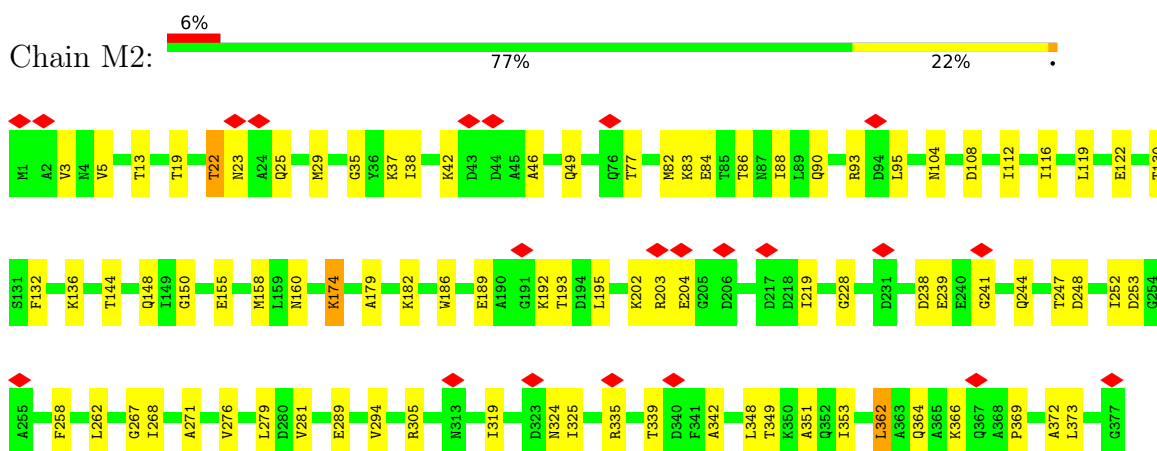 6%
Chain M2:
77% 22% •
M1 A2 V3 N4 V5 T13 T19 T22 N23 A24 Q25 M29 G35 Y36 K37 I38 K42 D43 D44 A45 A46 Q49 Q76 T77 M82 K83 E84 T85 T86 N87 I88 L89 Q90 R93 D94 L95 N104 D108 I112 I116 L119 E122 T130
S131 F132 K136 T144 Q148 I149 G150 E155 M158 L159 N160 K174 A179 K182 W186 E189 A190 G191 K192 T193 D194 L195 K202 R203 E204 G205 D206 D217 D218 I219 G228 D231 D238 E239 E240 G241 Q244 T247 D248 I252 D253 G254
A255 F258 L262 G267 I268 A271 V276 L279 D280 V281 E289 V294 R305 N313 I319 D323 N324 I325 R335 T339 D340 F341 A342 L348 T349 K350 A351 Q352 I353 L362 A363 Q364 A365 K366 Q367 A368 P369 A372 L373 G377